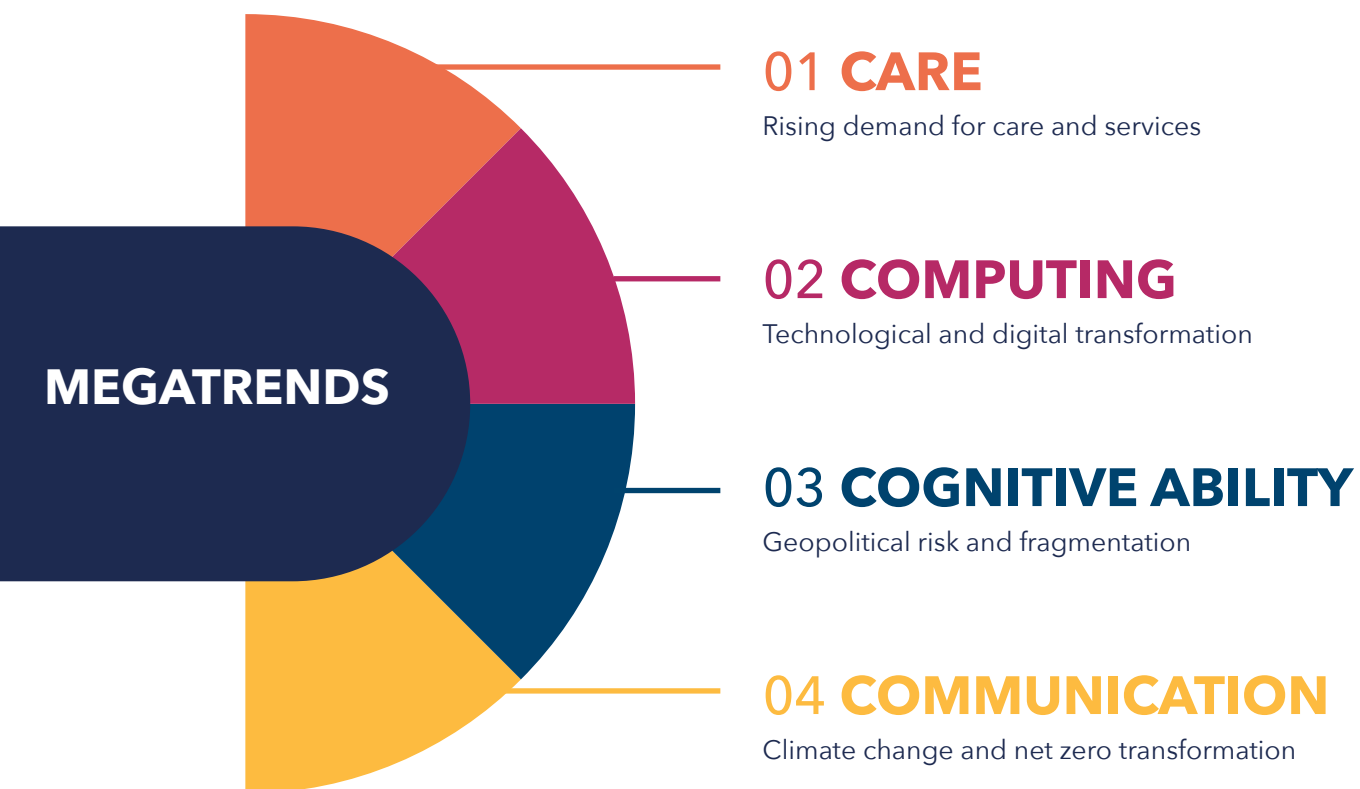 MEGATRENDS
01 CARE
Rising demand for care and services
02 COMPUTING
Technological and digital transformation
03 COGNITIVE ABILITY
Geopolitical risk and fragmentation
04 COMMUNICATION
Climate change and net zero transformation